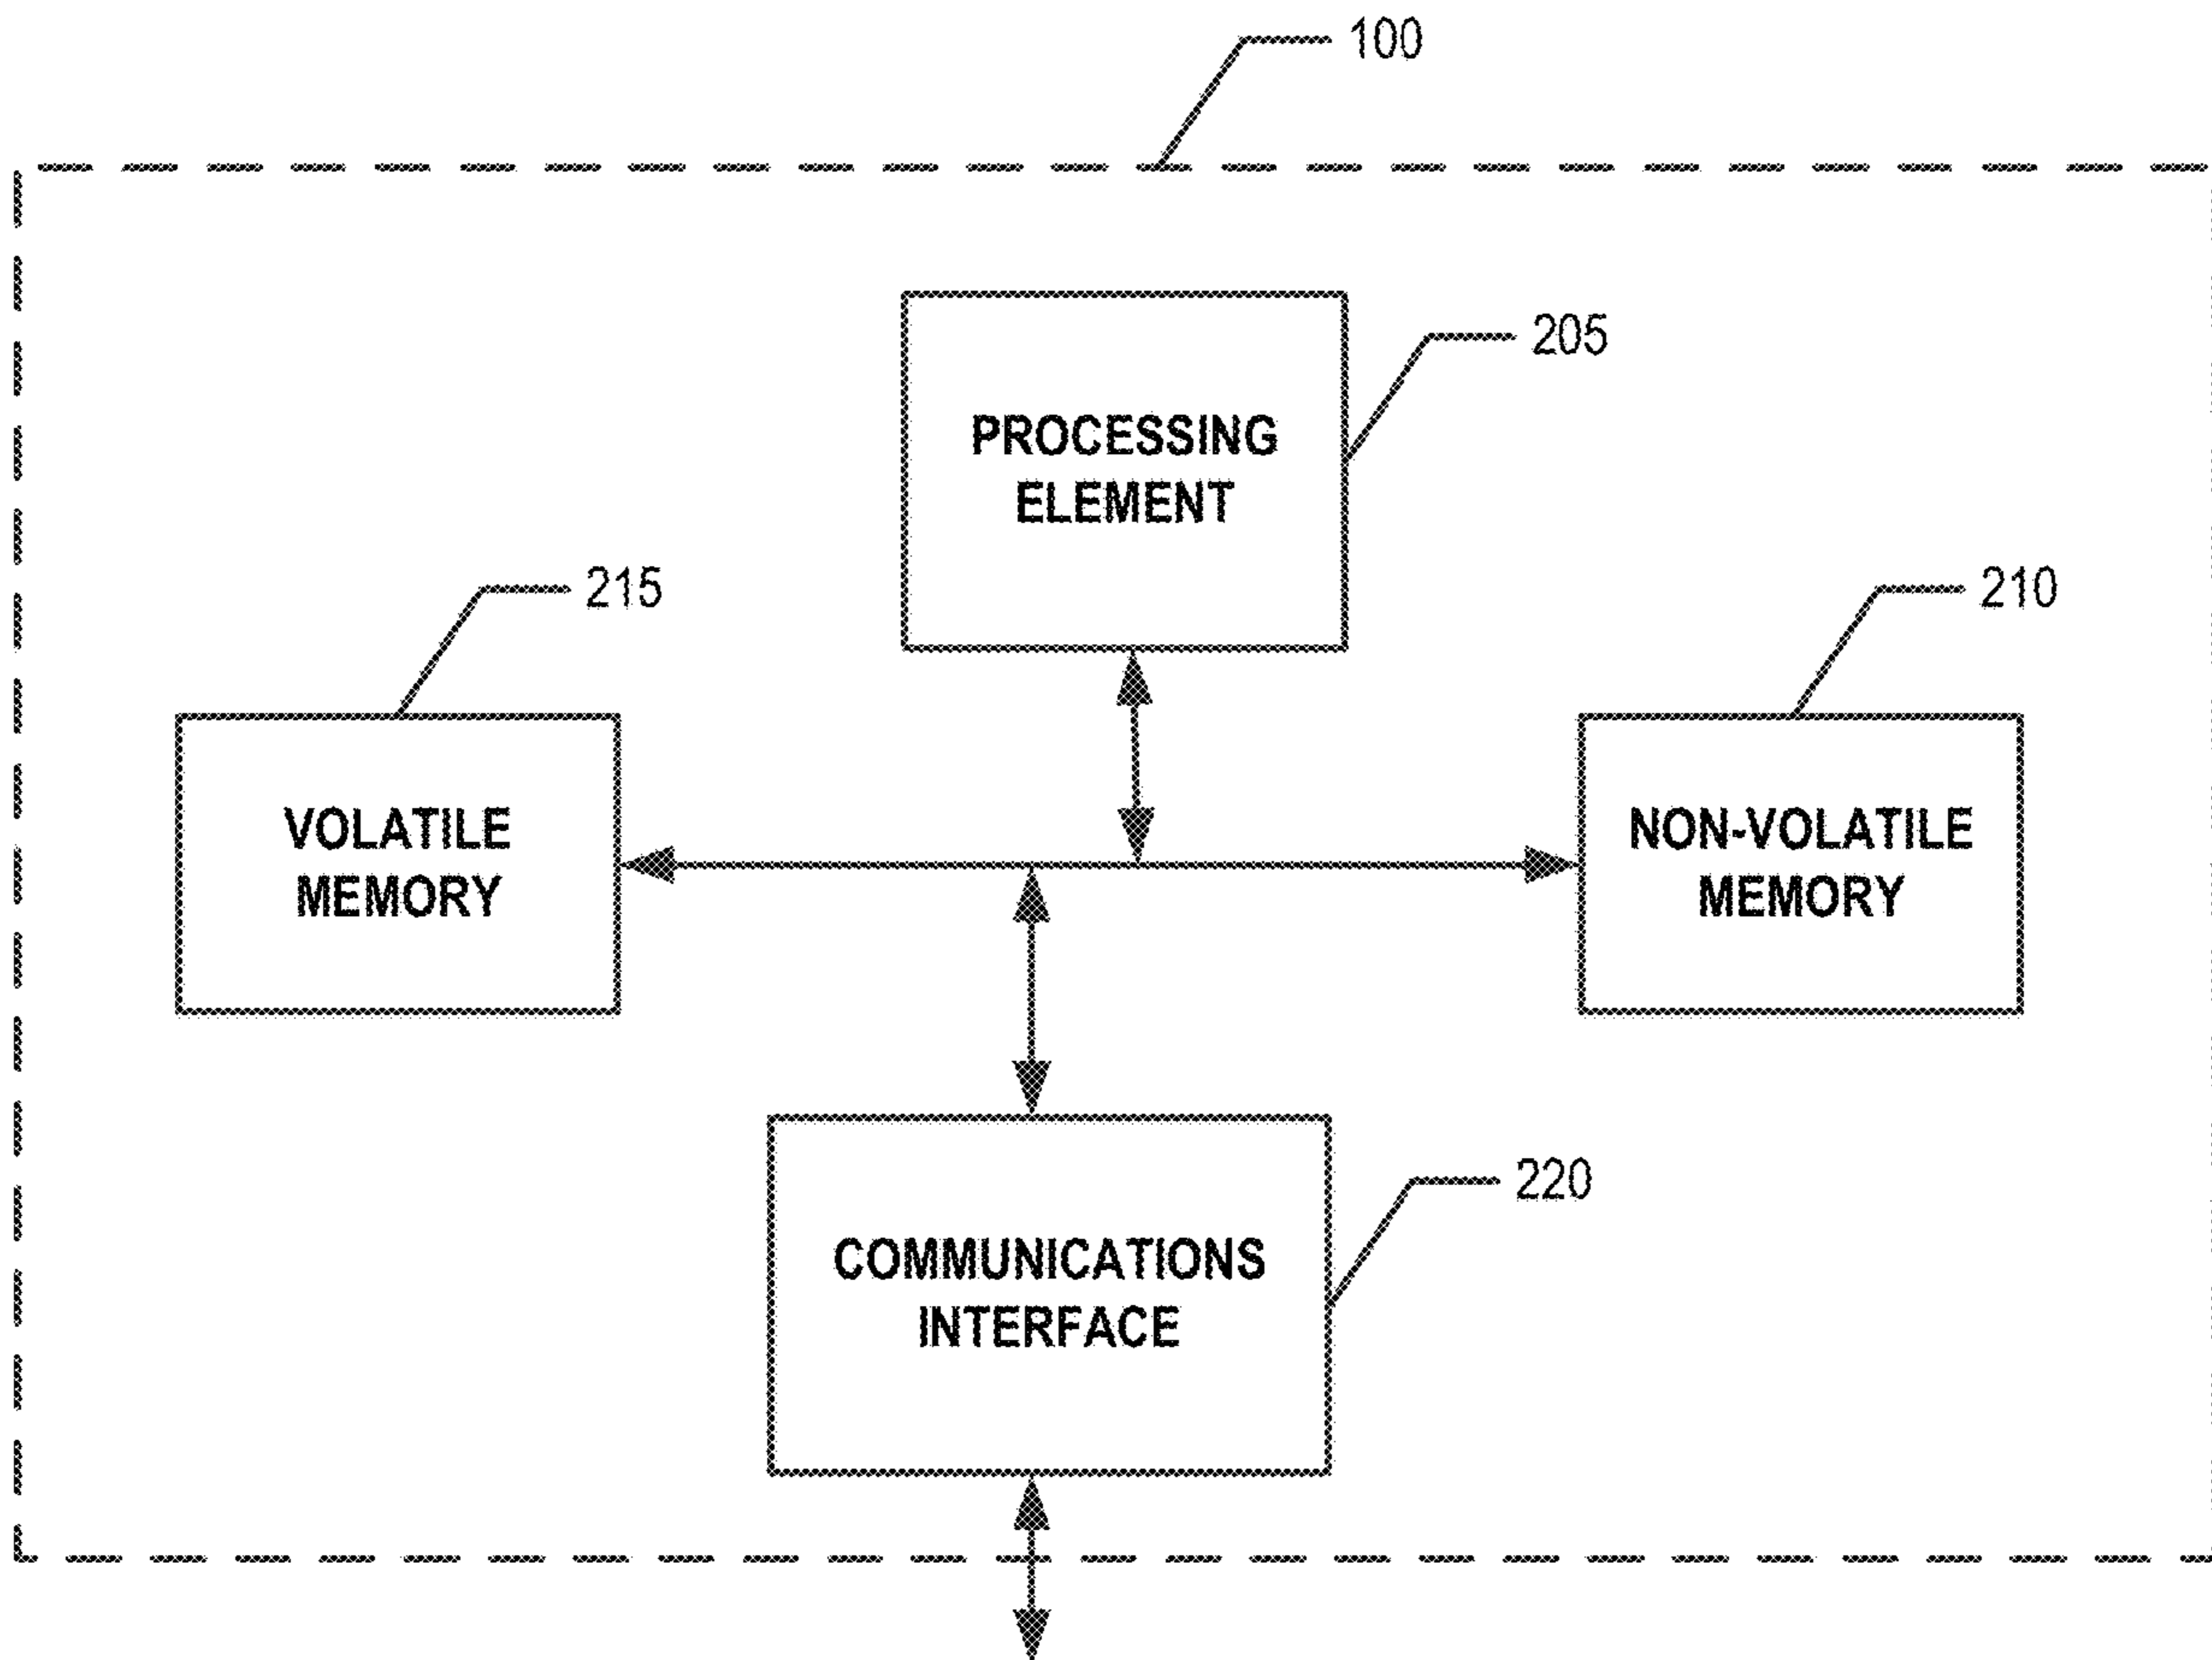 100
PROCESSING
ELEMENT
205
215
210
VOLATILE
MEMORY
NON-VOLATILE
MEMORY
COMMUNICATIONS
INTERFACE
220